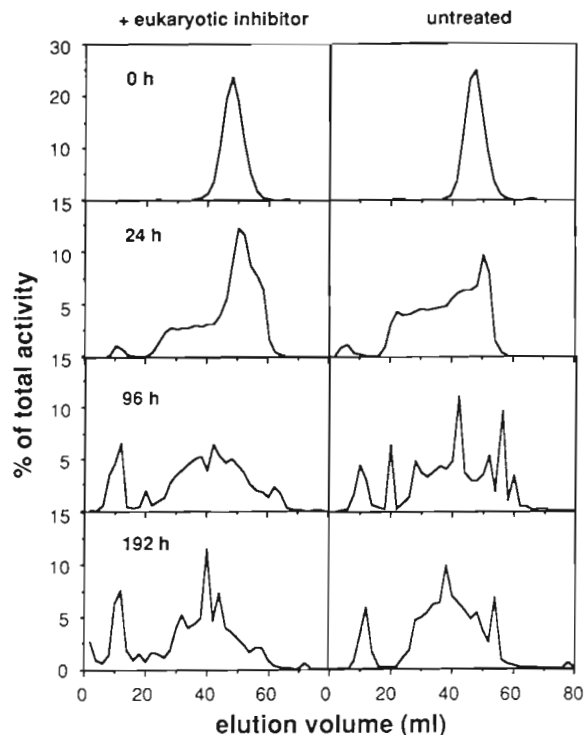 + eukaryotic inhibitor untreated
30
0 h
20
10
15
24 h
10
5
15
96 h
10
5
15
192 h
10
5
0
0 20 40 60 0 20 40 60 80
% of total activity
elution volume (ml)